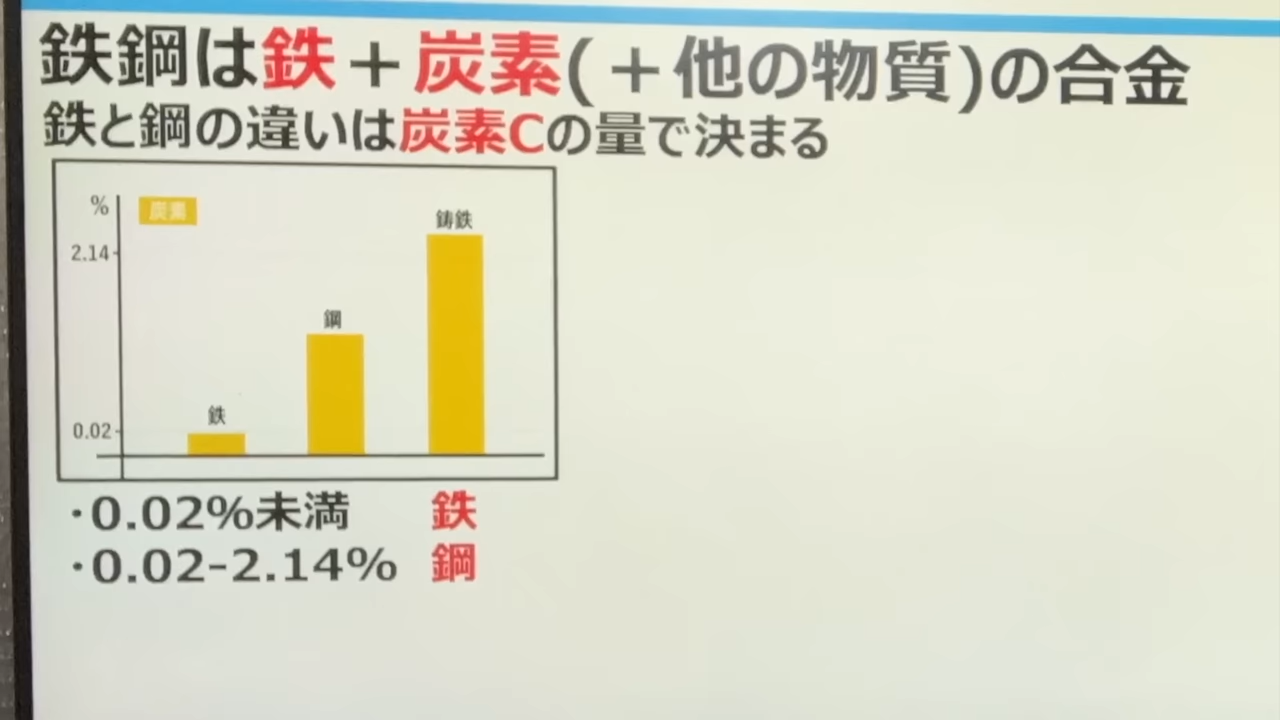 鉄鋼は鉄＋炭素(＋他の物質)の合金
鉄と鋼の違いは炭素Cの量で決まる
%
炭素
鋳鉄
2.14
鋼
鉄
0.02
・0.02%未満 鉄
・0.02-2.14% 鋼